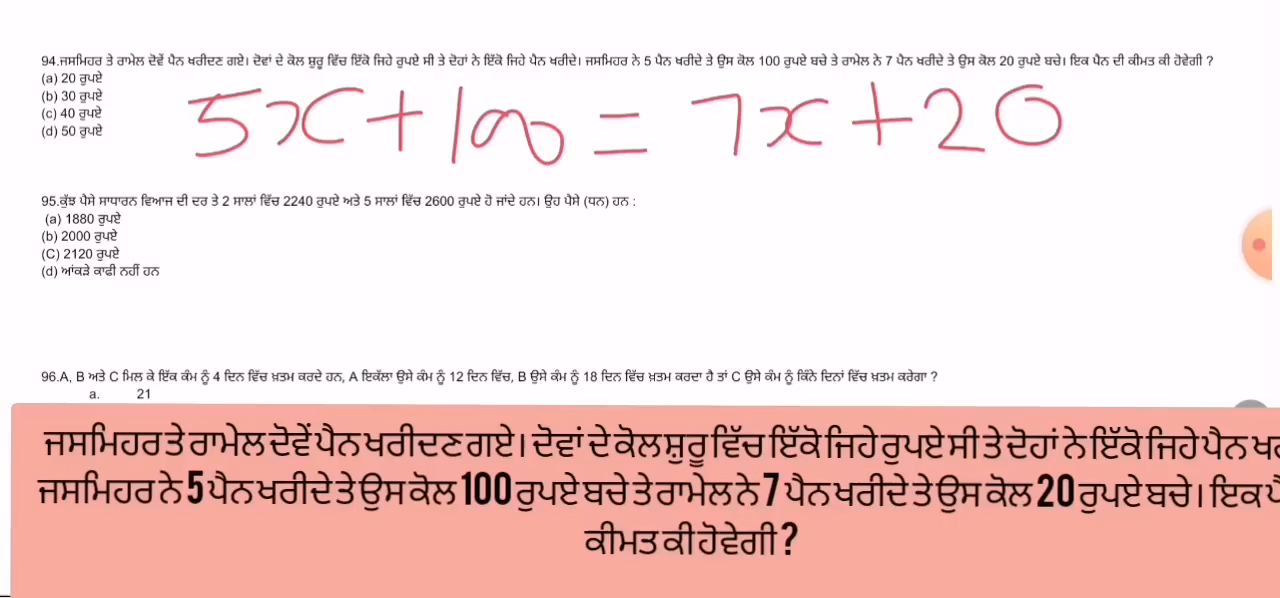 94.ਜਸਮਿਹਰ ਤੇ ਰਾਮੇਲ ਦੋਵੇਂ ਪੈਨ ਖਰੀਦਣ ਗਏ। ਦੋਵਾਂ ਦੇ ਕੋਲ ਸ਼ੁਰੂ ਵਿੱਚ ਇੱਕੋ ਜਿਹੇ ਰੁਪਏ ਸੀ ਤੇ ਦੋਹਾਂ ਨੇ ਇੱਕੋ ਜਿਹੇ ਪੈਨ ਖਰੀਦੇ। ਜਸਮਿਹਰ ਨੇ 5 ਪੈਨ ਖਰੀਦੇ ਤੇ ਉਸ ਕੋਲ 100 ਰੁਪਏ ਬਚੇ ਤੇ ਰਾਮੇਲ ਨੇ 7 ਪੈਨ ਖਰੀਦੇ ਤੇ ਉਸ ਕੋਲ 20 ਰੁਪਏ ਬਚੇ। ਇਕ ਪੈਨ ਦੀ ਕੀਮਤ ਕੀ ਹੋਵੇਗੀ ?
(a) 20 ਰੁਪਏ
(b) 30 ਰੁਪਏ
(c) 40 ਰੁਪਏ
(d) 50 ਰੁਪਏ
5x + 100 = 7x + 20
95.ਕੁੱਝ ਪੈਸੇ ਸਾਧਾਰਨ ਵਿਆਜ ਦੀ ਦਰ ਤੇ 2 ਸਾਲਾਂ ਵਿੱਚ 2240 ਰੁਪਏ ਅਤੇ 5 ਸਾਲਾਂ ਵਿੱਚ 2600 ਰੁਪਏ ਹੋ ਜਾਂਦੇ ਹਨ। ਉਹ ਪੈਸੇ (ਧਨ) ਹਨ :
(a) 1880 ਰੁਪਏ
(b) 2000 ਰੁਪਏ
(C) 2120 ਰੁਪਏ
(d) ਆਂਕੜੇ ਕਾਫੀ ਨਹੀਂ ਹਨ
96.A, B ਅਤੇ C ਮਿਲ ਕੇ ਇੱਕ ਕੰਮ ਨੂੰ 4 ਦਿਨ ਵਿੱਚ ਖ਼ਤਮ ਕਰਦੇ ਹਨ, A ਇਕੱਲਾ ਉਸੇ ਕੰਮ ਨੂੰ 12 ਦਿਨ ਵਿੱਚ, B ਉਸੇ ਕੰਮ ਨੂੰ 18 ਦਿਨ ਵਿੱਚ ਖ਼ਤਮ ਕਰਦਾ ਹੈ ਤਾਂ C ਉਸੇ ਕੰਮ ਨੂੰ ਕਿੰਨੇ ਦਿਨਾਂ ਵਿੱਚ ਖ਼ਤਮ ਕਰੇਗਾ ?
a. 21
ਜਸਮਿਹਰ ਤੇ ਰਾਮੇਲ ਦੋਵੇਂ ਪੈਨ ਖਰੀਦਣ ਗਏ। ਦੋਵਾਂ ਦੇ ਕੋਲ ਸ਼ੁਰੂ ਵਿੱਚ ਇੱਕੋ ਜਿਹੇ ਰੁਪਏ ਸੀ ਤੇ ਦੋਹਾਂ ਨੇ ਇੱਕੋ ਜਿਹੇ ਪੈਨ
ਜਸਮਿਹਰ ਨੇ 5 ਪੈਨ ਖਰੀਦੇ ਤੇ ਉਸ ਕੋਲ 100 ਰੁਪਏ ਬਚੇ ਤੇ ਰਾਮੇਲ ਨੇ 7 ਪੈਨ ਖਰੀਦੇ ਤੇ ਉਸ ਕੋਲ 20 ਰੁਪਏ ਬਚੇ। ਇਕ
ਕੀਮਤ ਕੀ ਹੋਵੇਗੀ ?